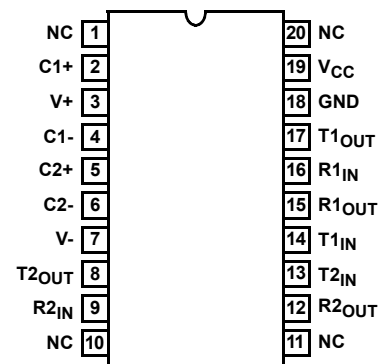 NC 1 20 NC
C1+ 2 19 VCC
V+ 3 18 GND
C1- 4 17 T1OUT
C2+ 5 16 R1IN
C2- 6 15 R1OUT
V- 7 14 T1IN
T2OUT 8 13 T2IN
R2IN 9 12 R2OUT
NC 10 11 NC